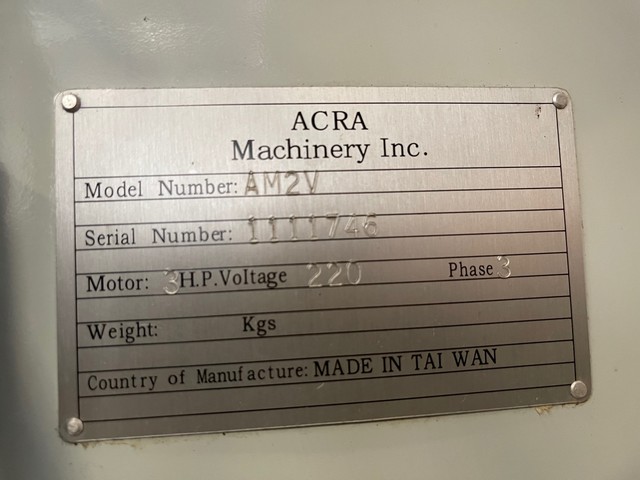 ACRA
Machinery Inc.
Model Number: AM2V
Serial Number: 1111746
Motor: 3 H.P. Voltage 220 Phase 3
Weight: Kgs
Country of Manufacture: MADE IN TAI WAN